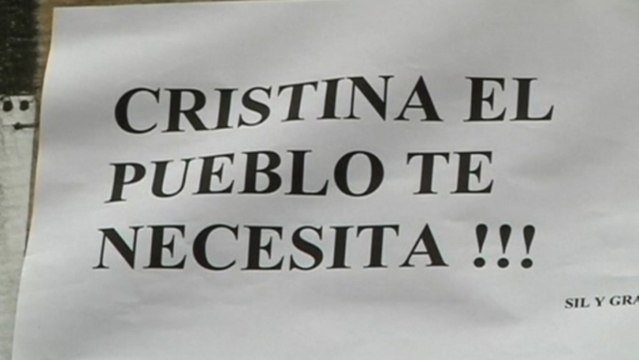 CRISTINA EL
PUEBLO TE
NECESITA !!!
SIL Y